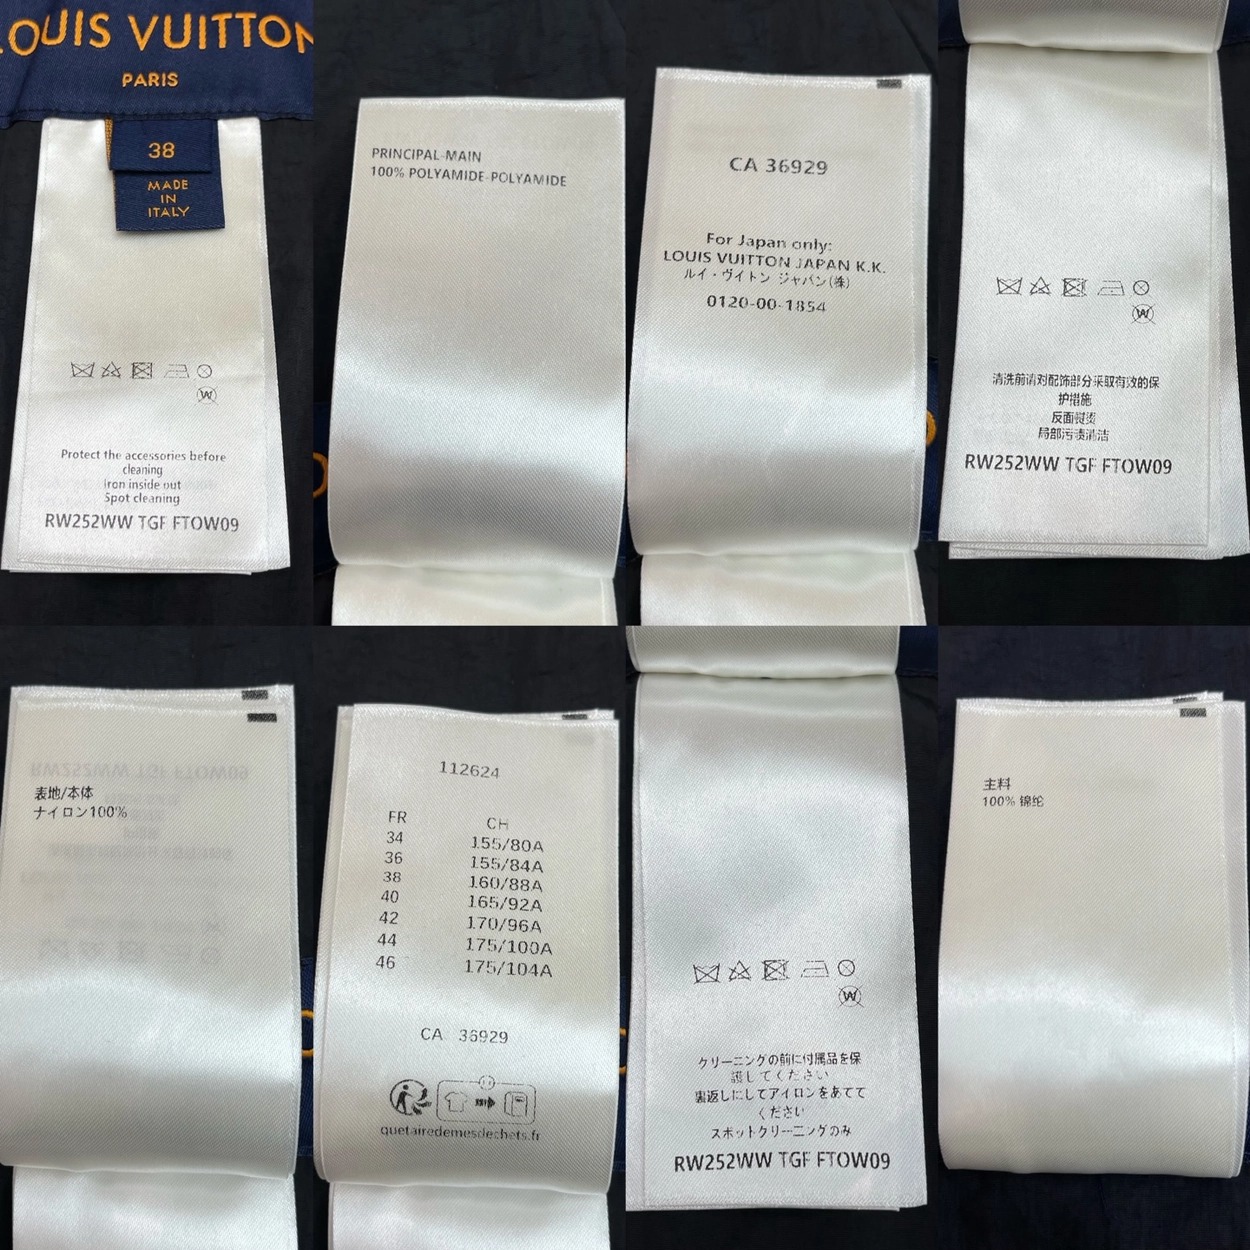 LOUIS VUITTON
PARIS
38
MADE
IN
ITALY
W
Protect the accessories before
cleaning
Iron inside out
Spot cleaning
RW252WW TGF FTOW09
PRINCIPAL-MAIN
100% POLYAMIDE-POLYAMIDE
CA 36929
For Japan only:
LOUIS VUITTON JAPAN K.K.
ルイ・ヴイトン ジャパン(株)
0120-00-1854
W
清洗前请对配饰部分采取有效的保
护措施
反面熨烫
局部污渍清洁
RW252WW TGF FTOW09
表地/本体
ナイロン100%
112624
FR CH
34 155/80A
36 155/84A
38 160/88A
40 165/92A
42 170/96A
44 175/100A
46 175/104A
CA 36929
quefairedemesdechets.fr
W
クリーニングの前に付属品を保
護してください
裏返しにしてアイロンをあてて
ください
スポットクリーニングのみ
RW252WW TGF FTOW09
主料
100% 锦纶